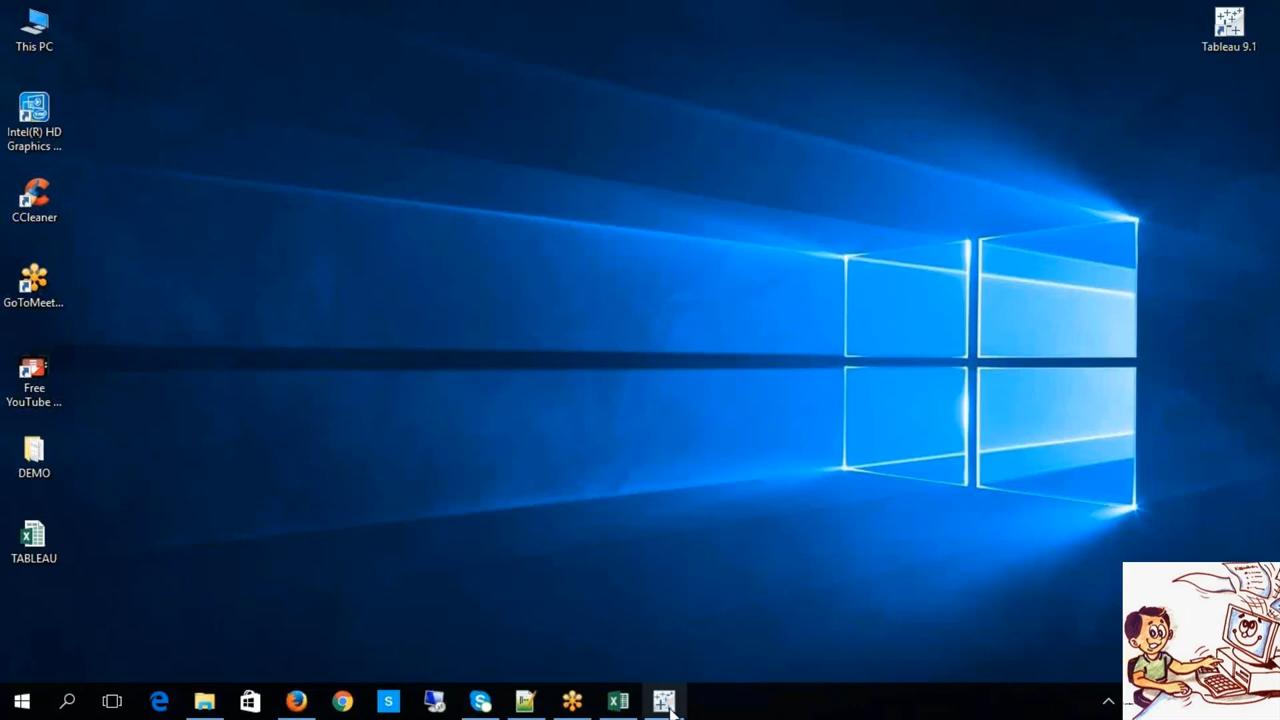 This PC
Tableau 9.1
Intel(R) HD
Graphics ...
CCleaner
GoToMeet...
Free
YouTube ...
DEMO
TABLEAU